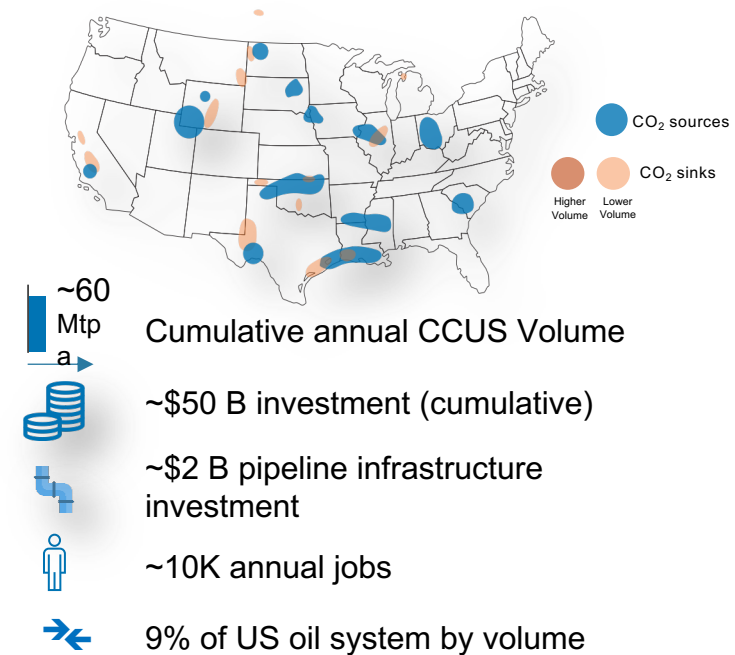 CO₂ sources
CO₂ sinks
Higher
Volume
Lower
Volume
~60
Mtp
a
Cumulative annual CCUS Volume
~$50 B investment (cumulative)
~$2 B pipeline infrastructure
investment
~10K annual jobs
9% of US oil system by volume